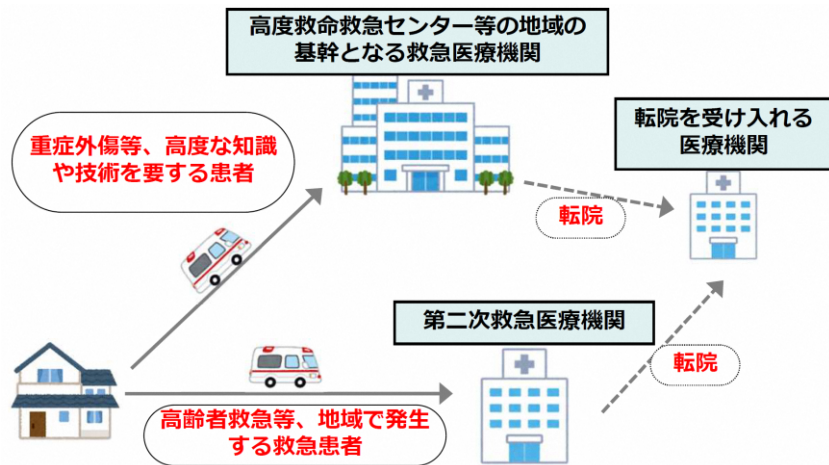 高度救命救急センター等の地域の
基幹となる救急医療機関
転院を受け入れる
医療機関
重症外傷等、高度な知識
や技術を要する患者
転院
第二次救急医療機関
転院
高齢者救急等、地域で発生
する救急患者